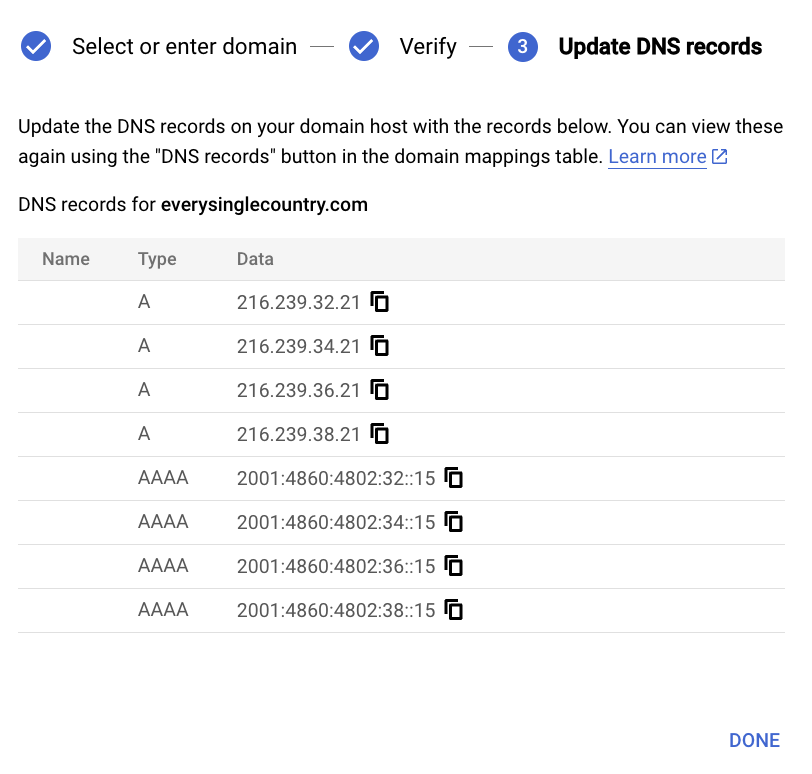 Select or enter domain — Verify — 3 Update DNS records
Update the DNS records on your domain host with the records below. You can view these
again using the "DNS records" button in the domain mappings table. Learn more
DNS records for everysinglecountry.com
Name Type Data
A 216.239.32.21
A 216.239.34.21
A 216.239.36.21
A 216.239.38.21
AAAA 2001:4860:4802:32::15
AAAA 2001:4860:4802:34::15
AAAA 2001:4860:4802:36::15
AAAA 2001:4860:4802:38::15
DONE